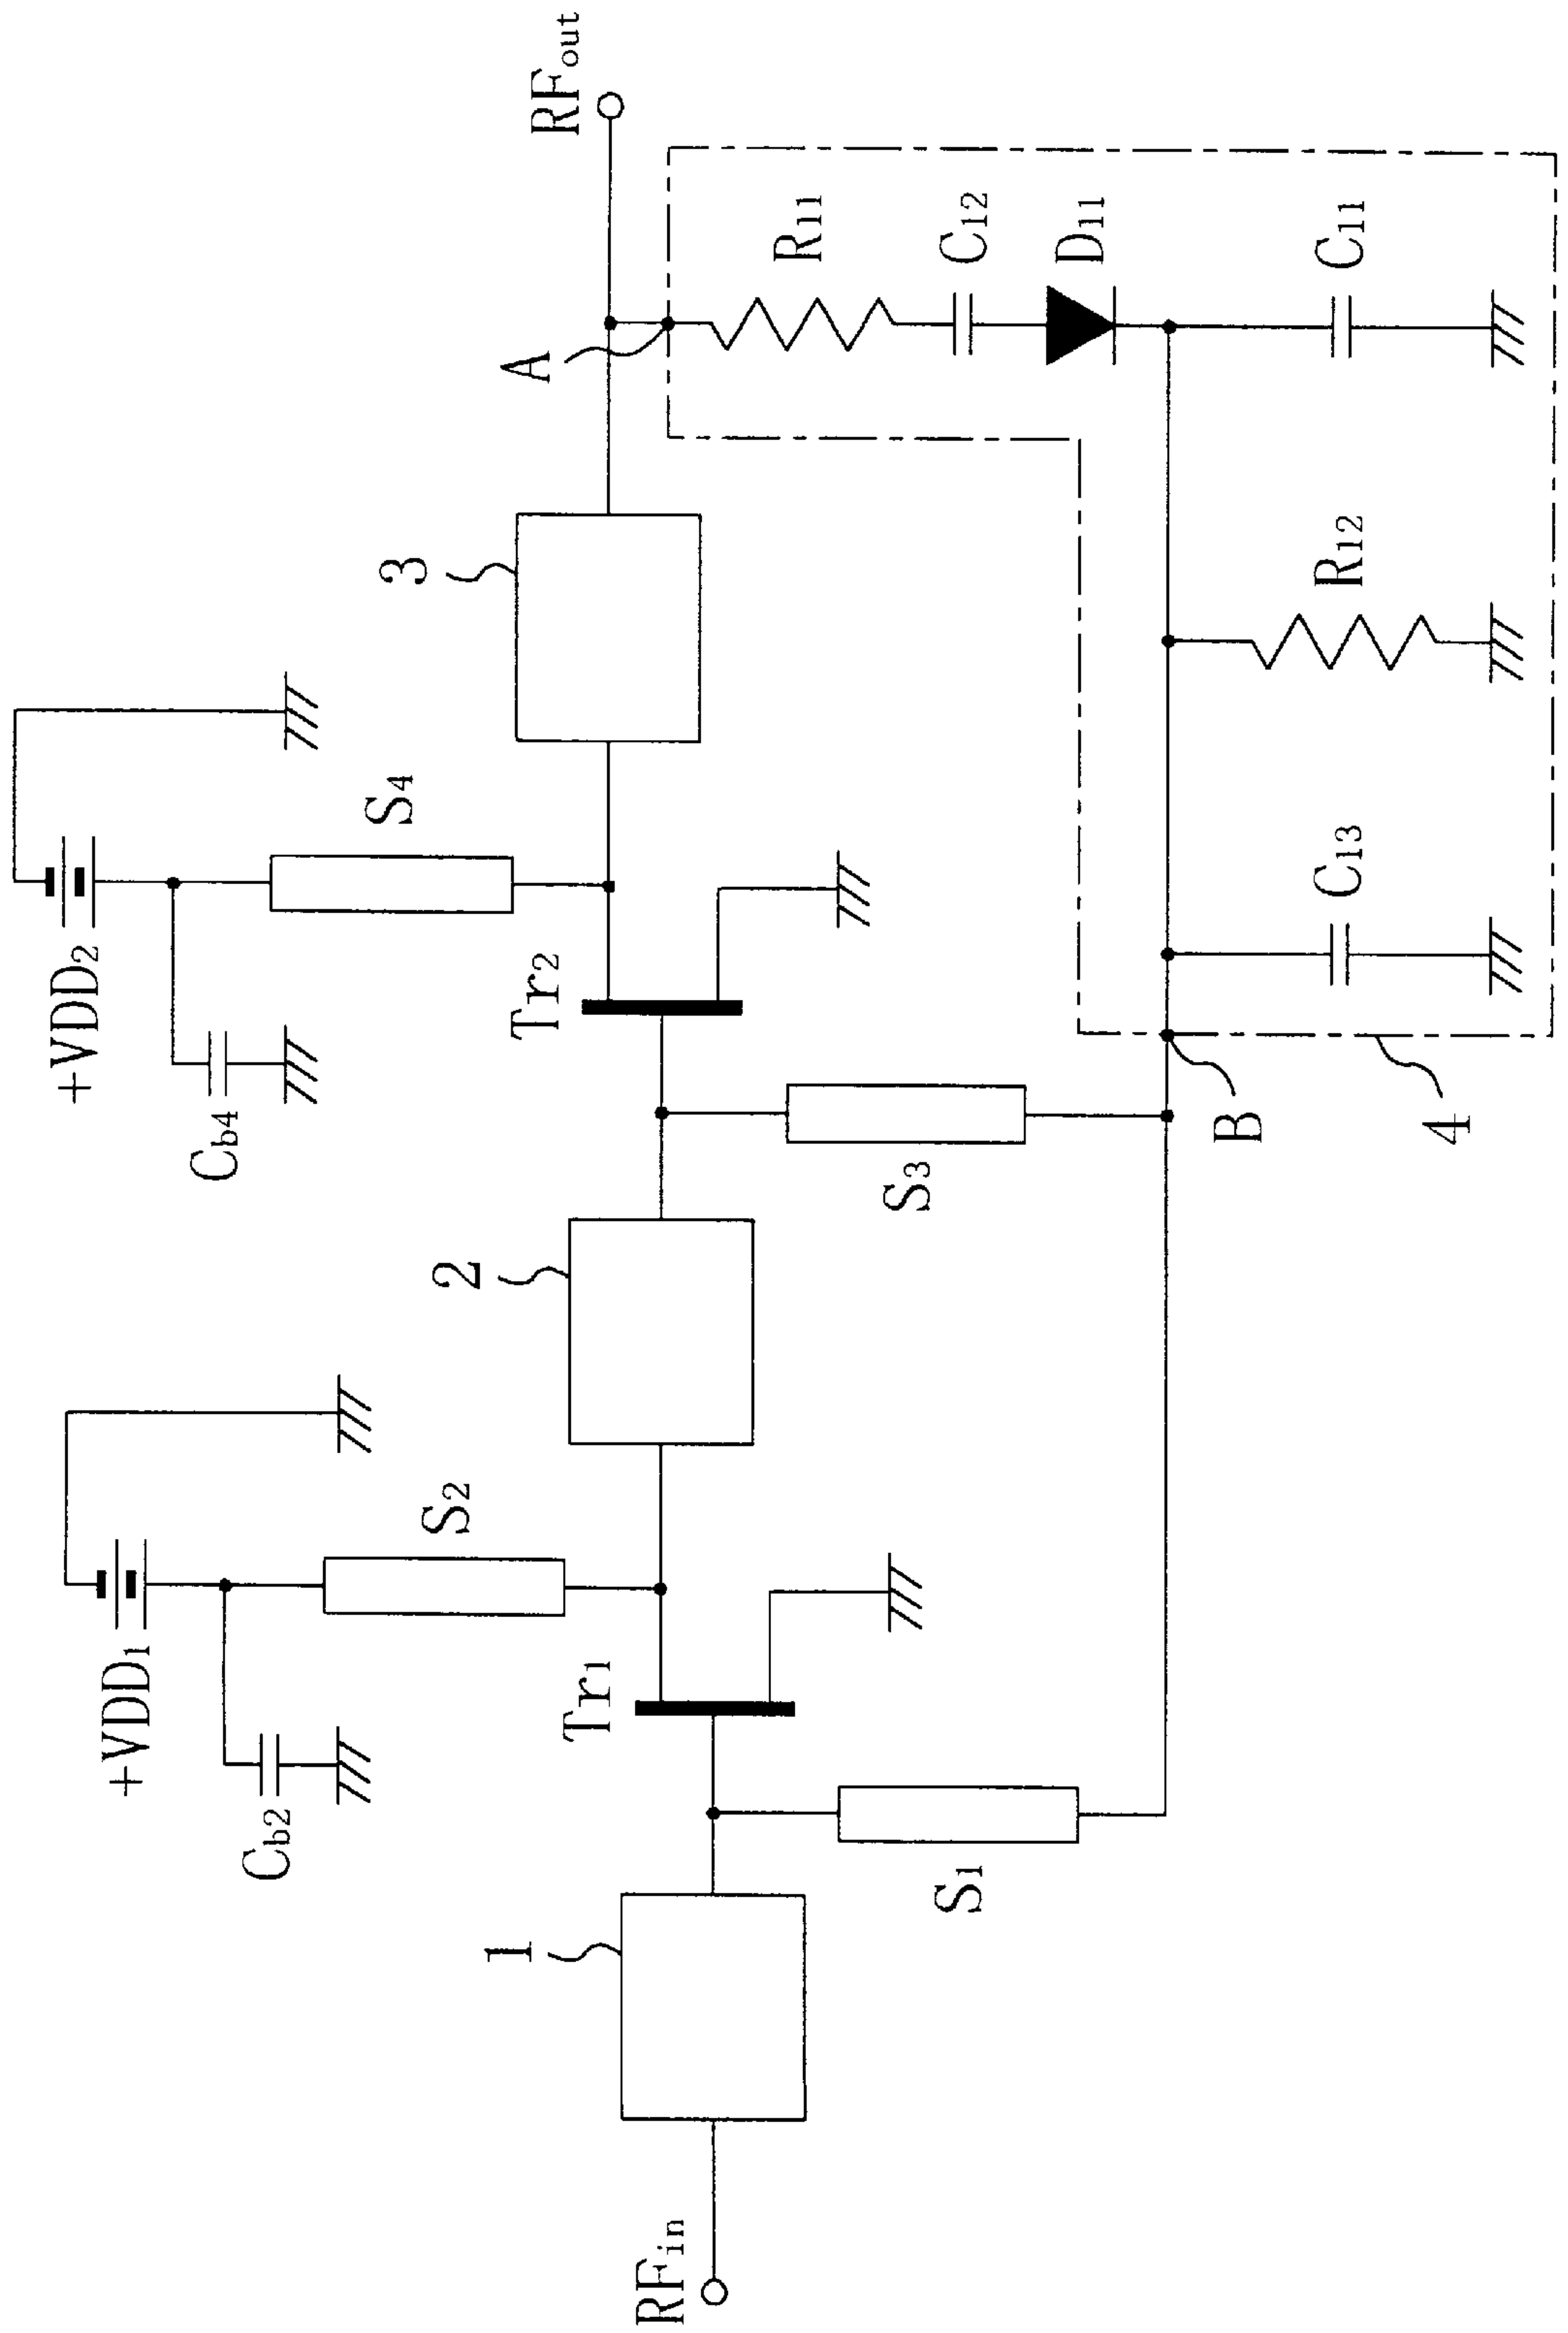 +VDD₁
+VDD₂
Cb2
Cb4
S₂
S₄
RFin
1
Tr₁
2
Tr₂
3
RFout
A
S₁
S₃
B
4
R₁₁
C₁₂
D₁₁
C₁₃
R₁₂
C₁₁